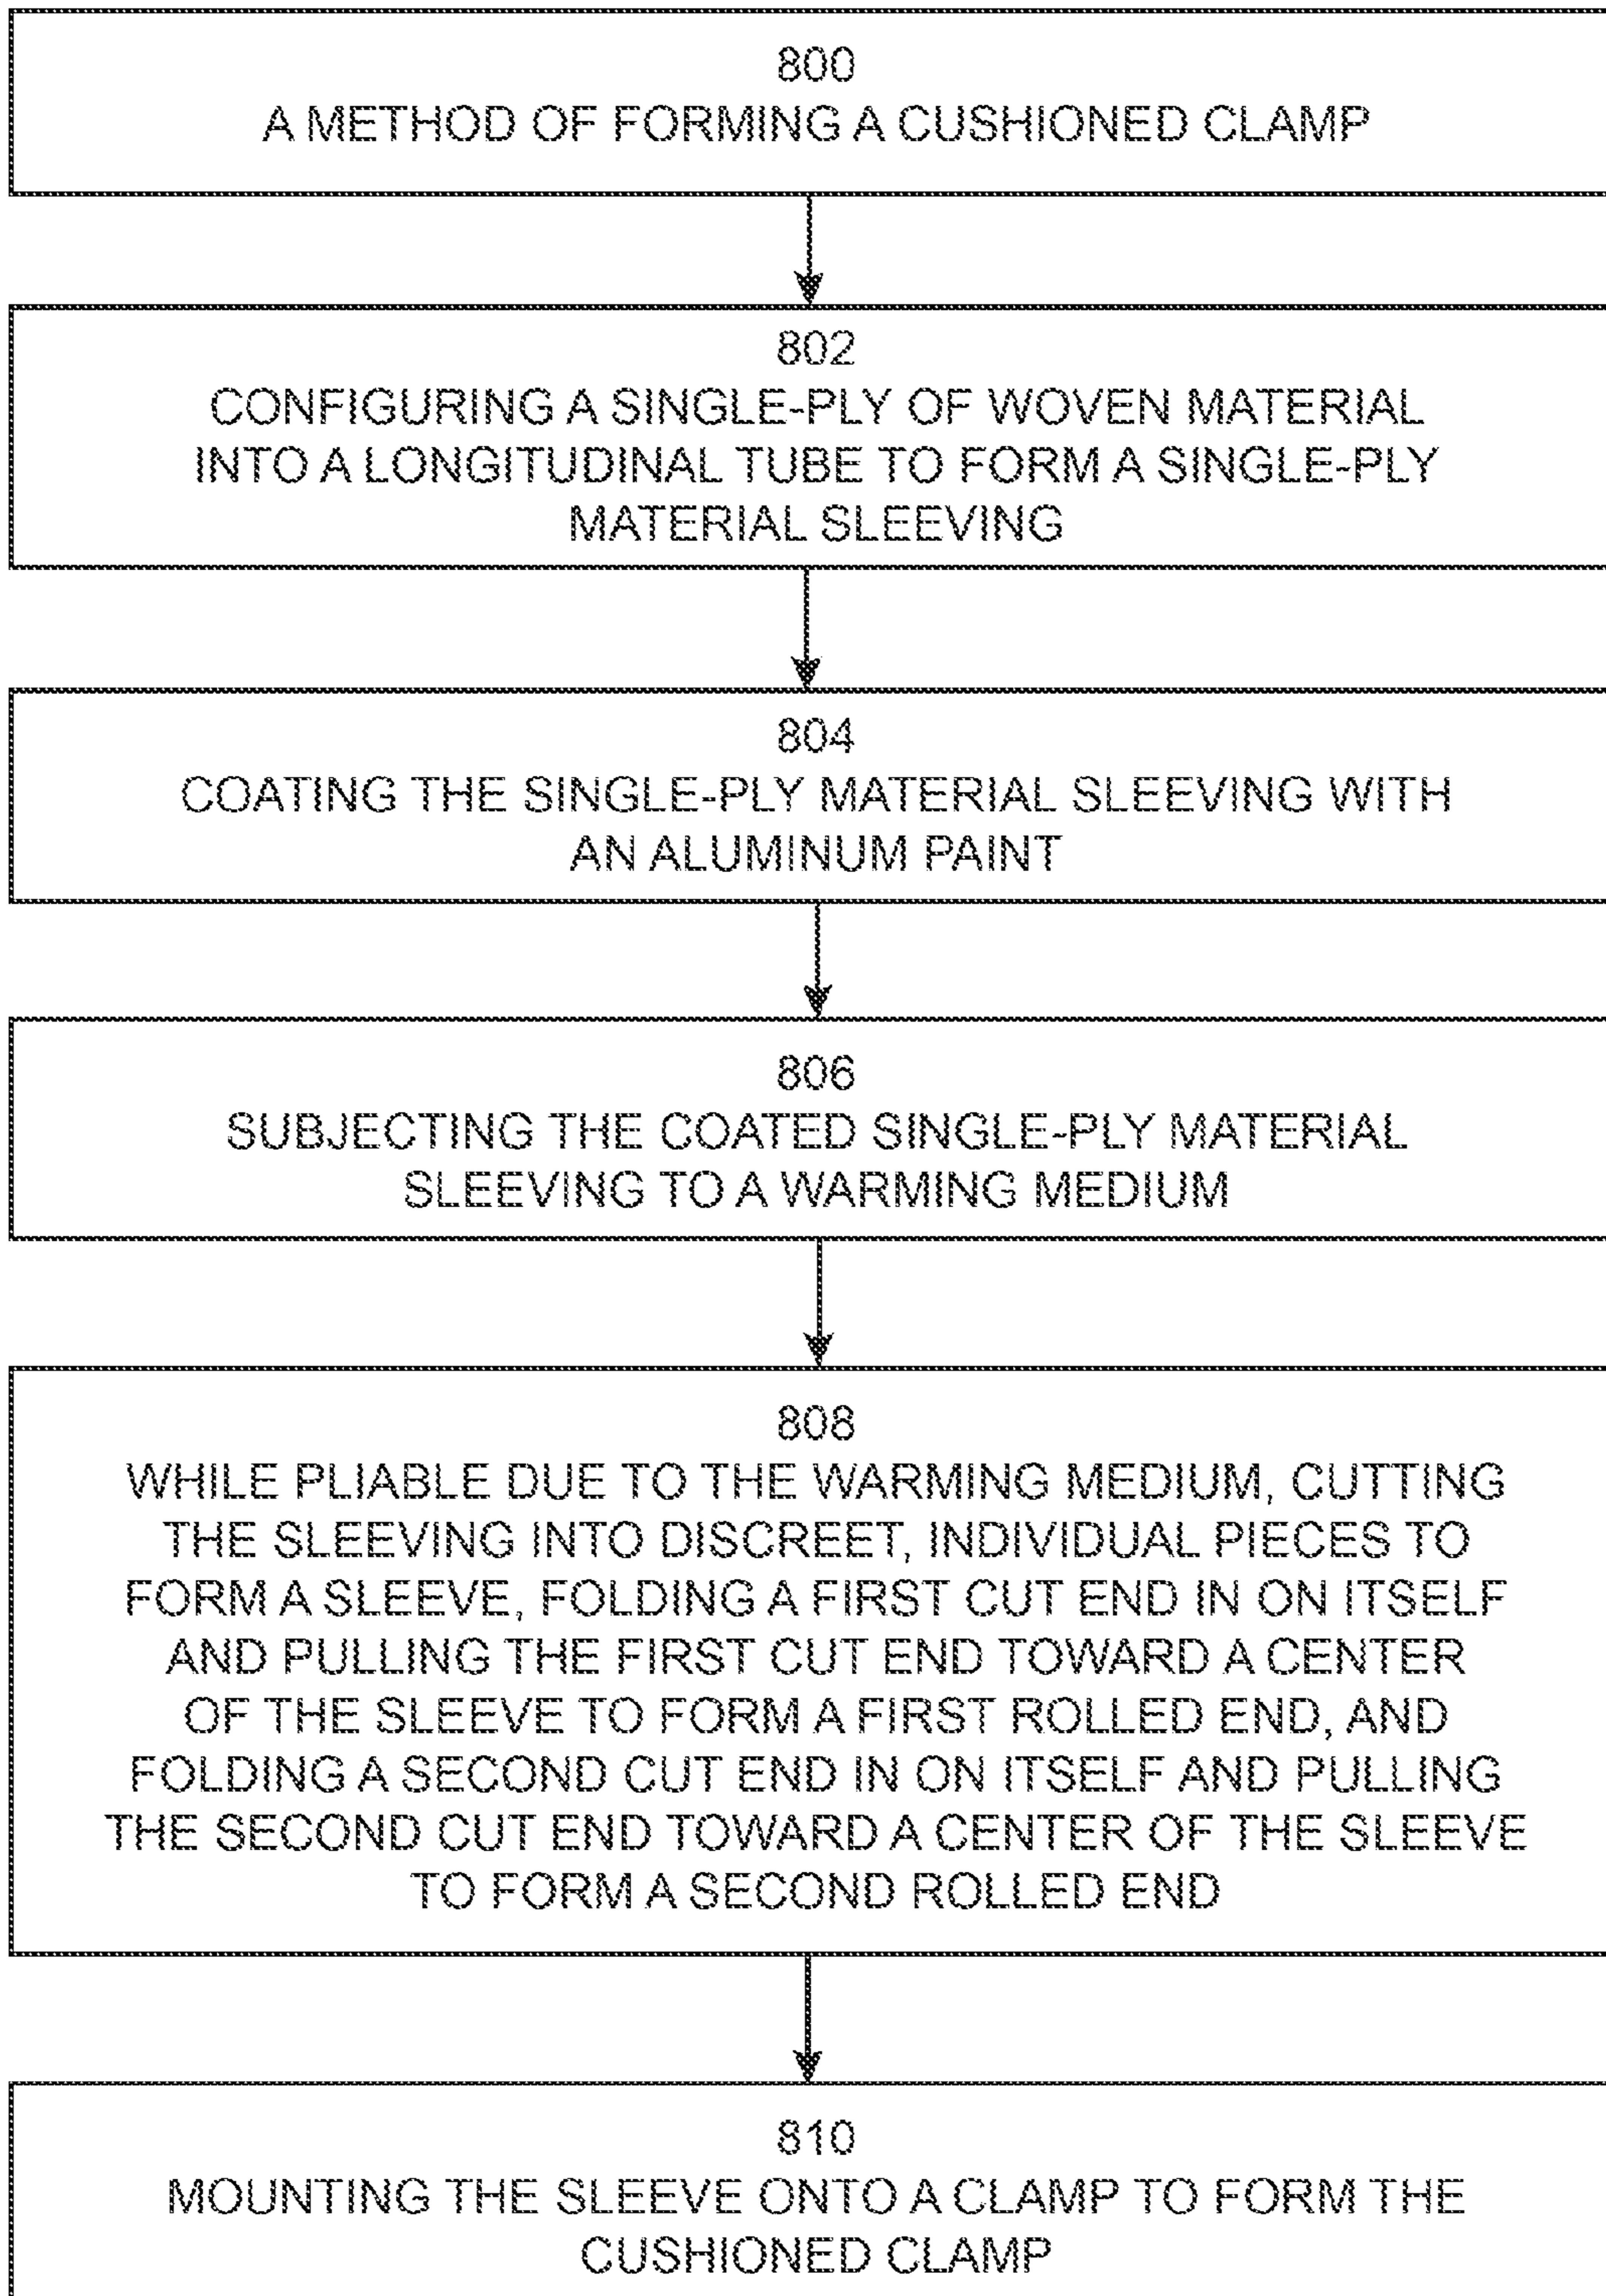 800
A METHOD OF FORMING A CUSHIONED CLAMP
802
CONFIGURING A SINGLE-PLY OF WOVEN MATERIAL
INTO A LONGITUDINAL TUBE TO FORM A SINGLE-PLY
MATERIAL SLEEVING
804
COATING THE SINGLE-PLY MATERIAL SLEEVING WITH
AN ALUMINUM PAINT
806
SUBJECTING THE COATED SINGLE-PLY MATERIAL
SLEEVING TO A WARMING MEDIUM
808
WHILE PLIABLE DUE TO THE WARMING MEDIUM, CUTTING
THE SLEEVING INTO DISCREET, INDIVIDUAL PIECES TO
FORM A SLEEVE, FOLDING A FIRST CUT END IN ON ITSELF
AND PULLING THE FIRST CUT END TOWARD A CENTER
OF THE SLEEVE TO FORM A FIRST ROLLED END, AND
FOLDING A SECOND CUT END IN ON ITSELF AND PULLING
THE SECOND CUT END TOWARD A CENTER OF THE SLEEVE
TO FORM A SECOND ROLLED END
810
MOUNTING THE SLEEVE ONTO A CLAMP TO FORM THE
CUSHIONED CLAMP